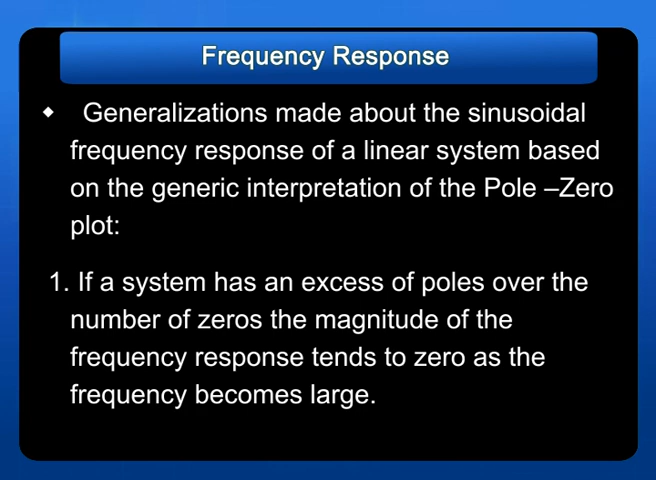 Frequency Response
◆ Generalizations made about the sinusoidal
frequency response of a linear system based
on the generic interpretation of the Pole –Zero
plot:
1. If a system has an excess of poles over the
number of zeros the magnitude of the
frequency response tends to zero as the
frequency becomes large.